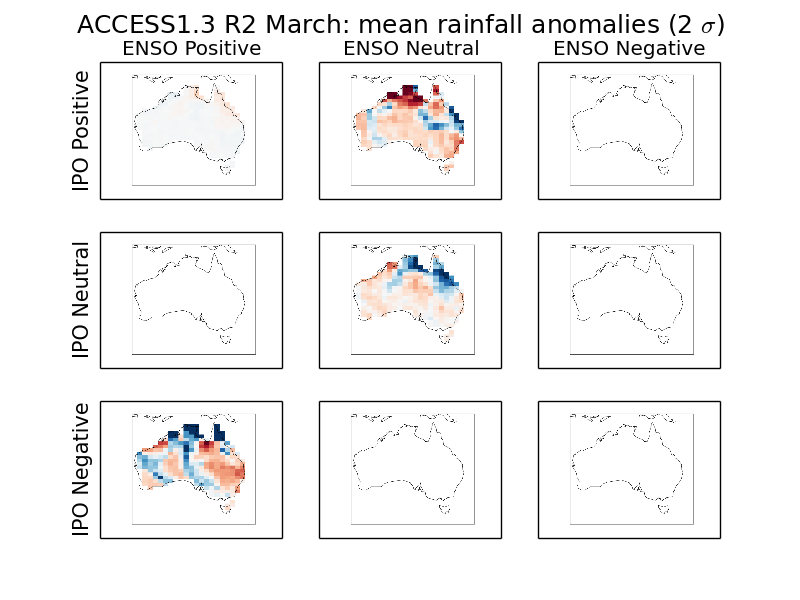 ACCESS1.3 R2 March: mean rainfall anomalies (2 σ)
ENSO Positive
ENSO Neutral
ENSO Negative
IPO Positive
IPO Neutral
IPO Negative